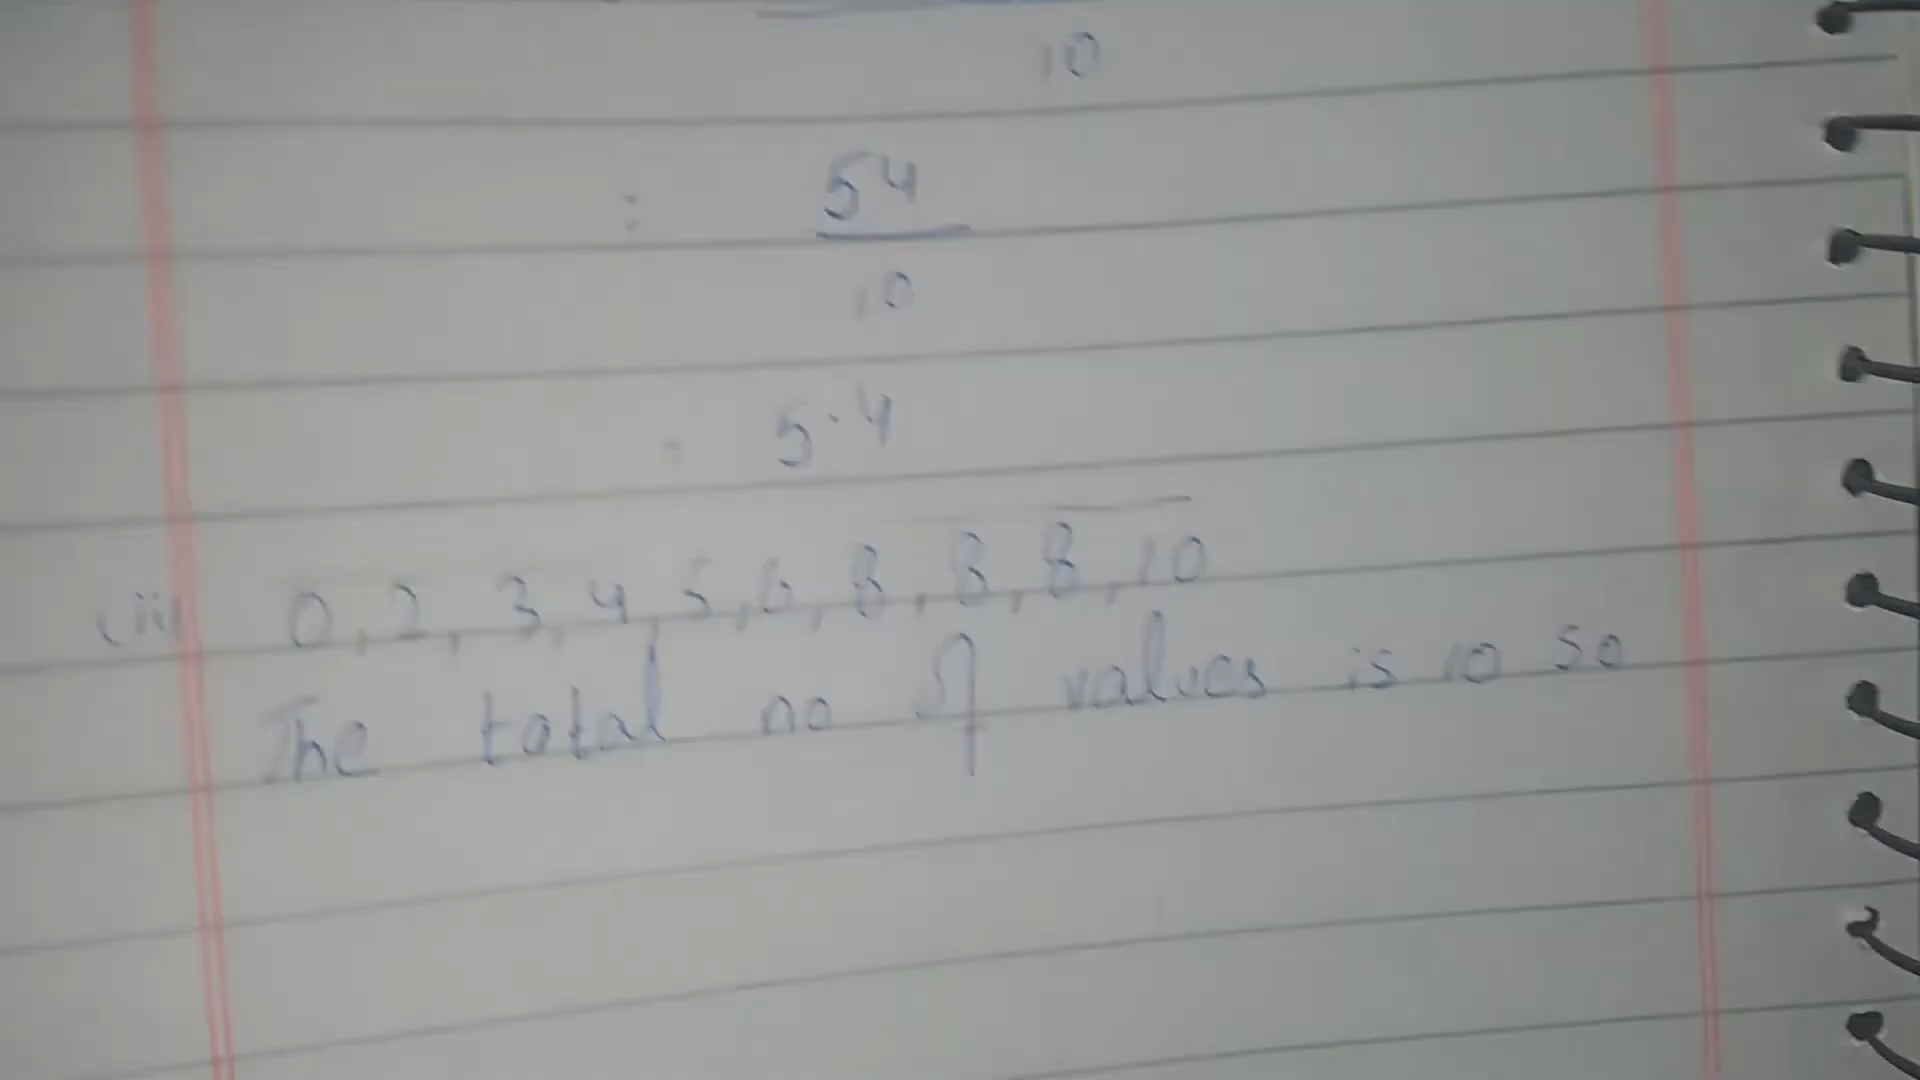 10
= 54
10
= 5.4
(ii) 0, 2, 3, 4, 5, 6, 8, 8, 8, 10
The total no of values is 10 so